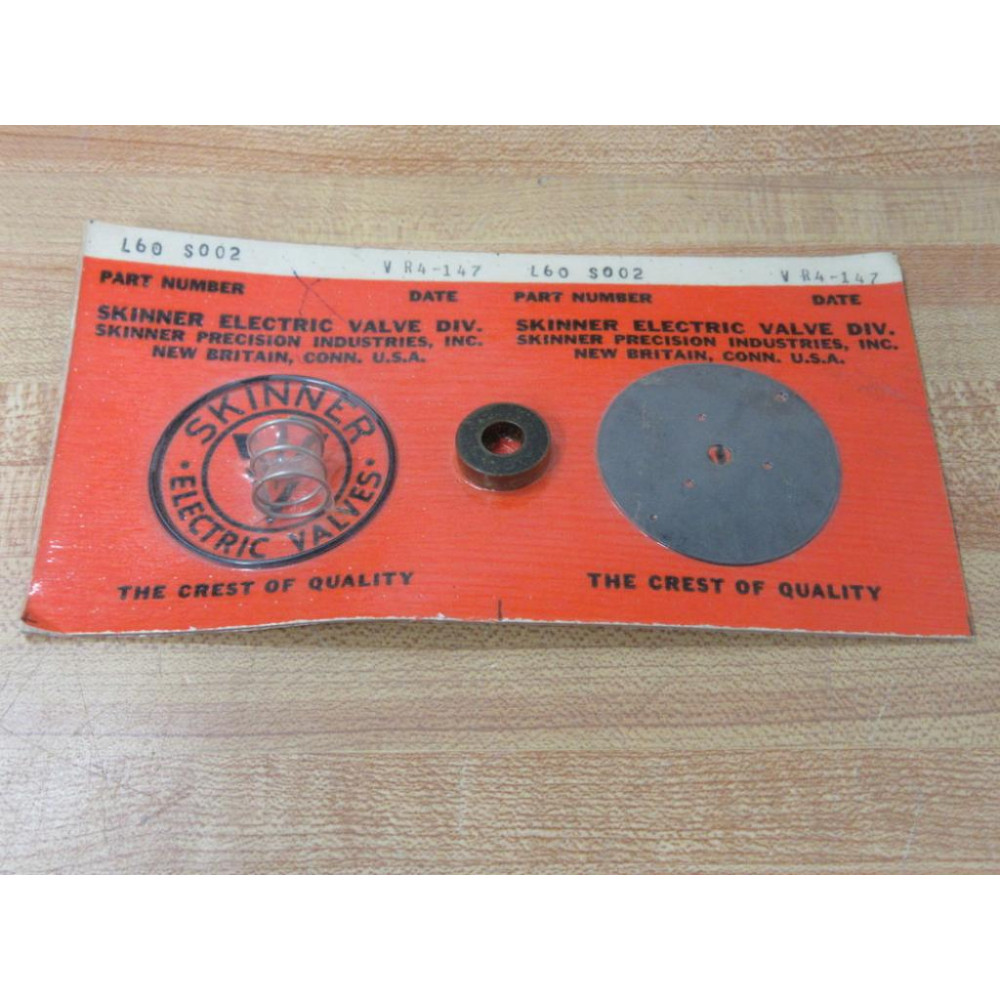 L60 S002 V R4-147 L60 S002 V R4-147
PART NUMBER DATE PART NUMBER DATE
SKINNER ELECTRIC VALVE DIV.
SKINNER PRECISION INDUSTRIES, INC.
NEW BRITAIN, CONN. U.S.A.
SKINNER
V
• ELECTRIC VALVES •
THE CREST OF QUALITY
SKINNER ELECTRIC VALVE DIV.
SKINNER PRECISION INDUSTRIES, INC.
NEW BRITAIN, CONN. U.S.A.
THE CREST OF QUALITY